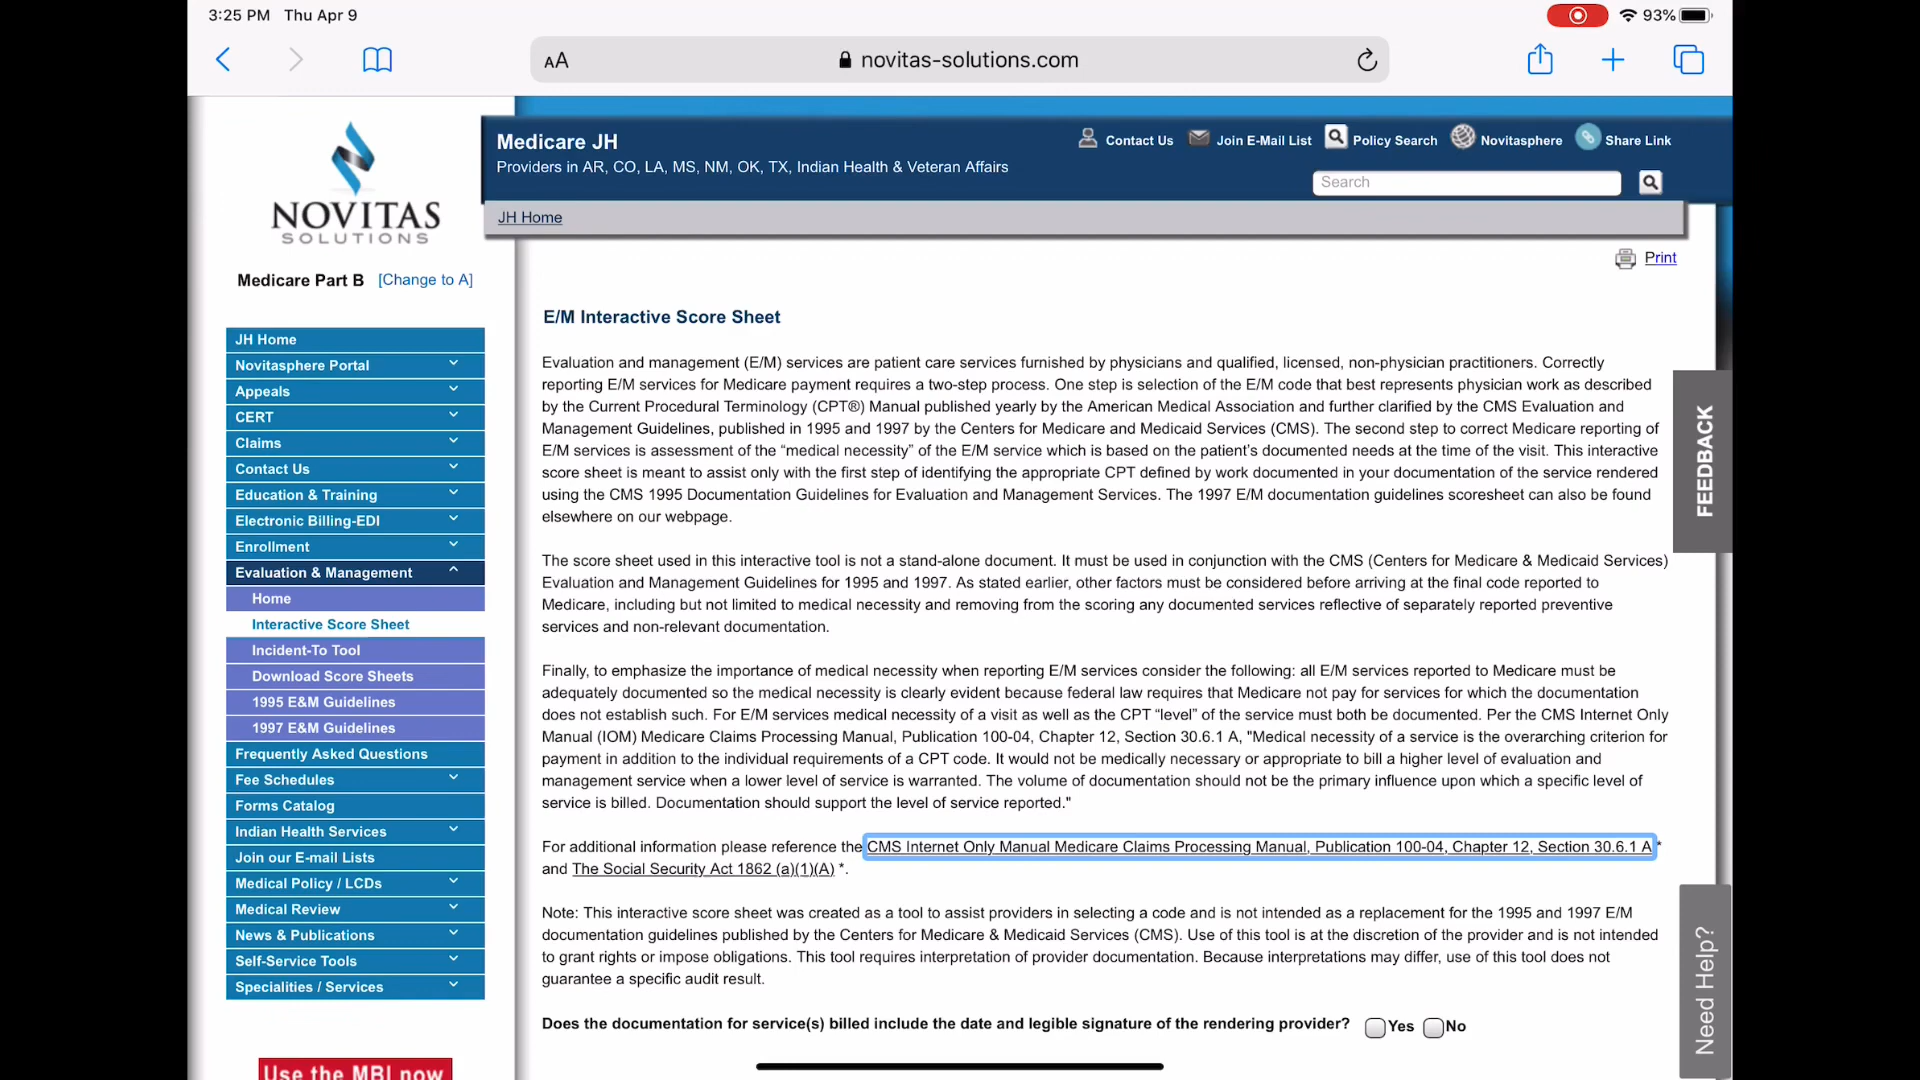 3:25 PM Thu Apr 9
93%
AA
novitas-solutions.com
NOVITAS
SOLUTIONS
Medicare JH
Providers in AR, CO, LA, MS, NM, OK, TX, Indian Health & Veteran Affairs
Contact Us
Join E-Mail List
Policy Search
Novitasphere
Share Link
Search
JH Home
Print
Medicare Part B [Change to A]
JH Home
Novitasphere Portal
Appeals
CERT
Claims
Contact Us
Education & Training
Electronic Billing-EDI
Enrollment
Evaluation & Management
Home
Interactive Score Sheet
Incident-To Tool
Download Score Sheets
1995 E&M Guidelines
1997 E&M Guidelines
Frequently Asked Questions
Fee Schedules
Forms Catalog
Indian Health Services
Join our E-mail Lists
Medical Policy / LCDs
Medical Review
News & Publications
Self-Service Tools
Specialities / Services
Use the MBI now
E/M Interactive Score Sheet
Evaluation and management (E/M) services are patient care services furnished by physicians and qualified, licensed, non-physician practitioners. Correctly
reporting E/M services for Medicare payment requires a two-step process. One step is selection of the E/M code that best represents physician work as described
by the Current Procedural Terminology (CPT®) Manual published yearly by the American Medical Association and further clarified by the CMS Evaluation and
Management Guidelines, published in 1995 and 1997 by the Centers for Medicare and Medicaid Services (CMS). The second step to correct Medicare reporting of
E/M services is assessment of the “medical necessity” of the E/M service which is based on the patient’s documented needs at the time of the visit. This interactive
score sheet is meant to assist only with the first step of identifying the appropriate CPT defined by work documented in your documentation of the service rendered
using the CMS 1995 Documentation Guidelines for Evaluation and Management Services. The 1997 E/M documentation guidelines scoresheet can also be found
elsewhere on our webpage.
The score sheet used in this interactive tool is not a stand-alone document. It must be used in conjunction with the CMS (Centers for Medicare & Medicaid Services)
Evaluation and Management Guidelines for 1995 and 1997. As stated earlier, other factors must be considered before arriving at the final code reported to
Medicare, including but not limited to medical necessity and removing from the scoring any documented services reflective of separately reported preventive
services and non-relevant documentation.
Finally, to emphasize the importance of medical necessity when reporting E/M services consider the following: all E/M services reported to Medicare must be
adequately documented so the medical necessity is clearly evident because federal law requires that Medicare not pay for services for which the documentation
does not establish such. For E/M services medical necessity of a visit as well as the CPT “level” of the service must both be documented. Per the CMS Internet Only
Manual (IOM) Medicare Claims Processing Manual, Publication 100-04, Chapter 12, Section 30.6.1 A, "Medical necessity of a service is the overarching criterion for
payment in addition to the individual requirements of a CPT code. It would not be medically necessary or appropriate to bill a higher level of evaluation and
management service when a lower level of service is warranted. The volume of documentation should not be the primary influence upon which a specific level of
service is billed. Documentation should support the level of service reported."
For additional information please reference the CMS Internet Only Manual Medicare Claims Processing Manual, Publication 100-04, Chapter 12, Section 30.6.1 A *
and The Social Security Act 1862 (a)(1)(A) *.
Note: This interactive score sheet was created as a tool to assist providers in selecting a code and is not intended as a replacement for the 1995 and 1997 E/M
documentation guidelines published by the Centers for Medicare & Medicaid Services (CMS). Use of this tool is at the discretion of the provider and is not intended
to grant rights or impose obligations. This tool requires interpretation of provider documentation. Because interpretations may differ, use of this tool does not
guarantee a specific audit result.
Does the documentation for service(s) billed include the date and legible signature of the rendering provider? Yes No
FEEDBACK
Need Help?